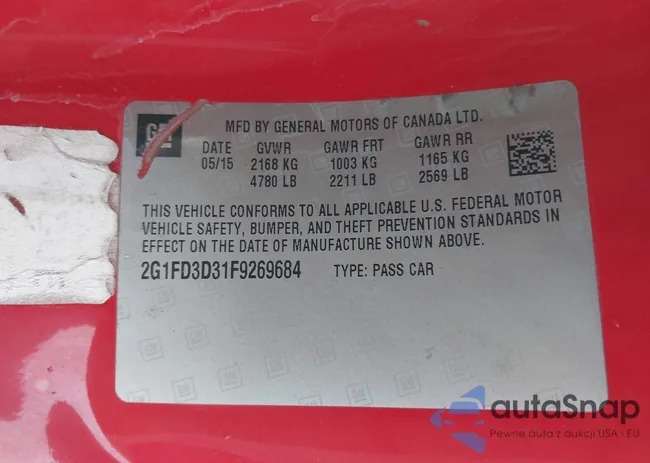 GM
MFD BY GENERAL MOTORS OF CANADA LTD.
DATE GVWR GAWR FRT GAWR RR
05/15 2168 KG 1003 KG 1165 KG
4780 LB 2211 LB 2569 LB
THIS VEHICLE CONFORMS TO ALL APPLICABLE U.S. FEDERAL MOTOR
VEHICLE SAFETY, BUMPER, AND THEFT PREVENTION STANDARDS IN
EFFECT ON THE DATE OF MANUFACTURE SHOWN ABOVE.
2G1FD3D31F9269684 TYPE: PASS CAR
autaSnap
Pewne auta z aukcji USA i EU